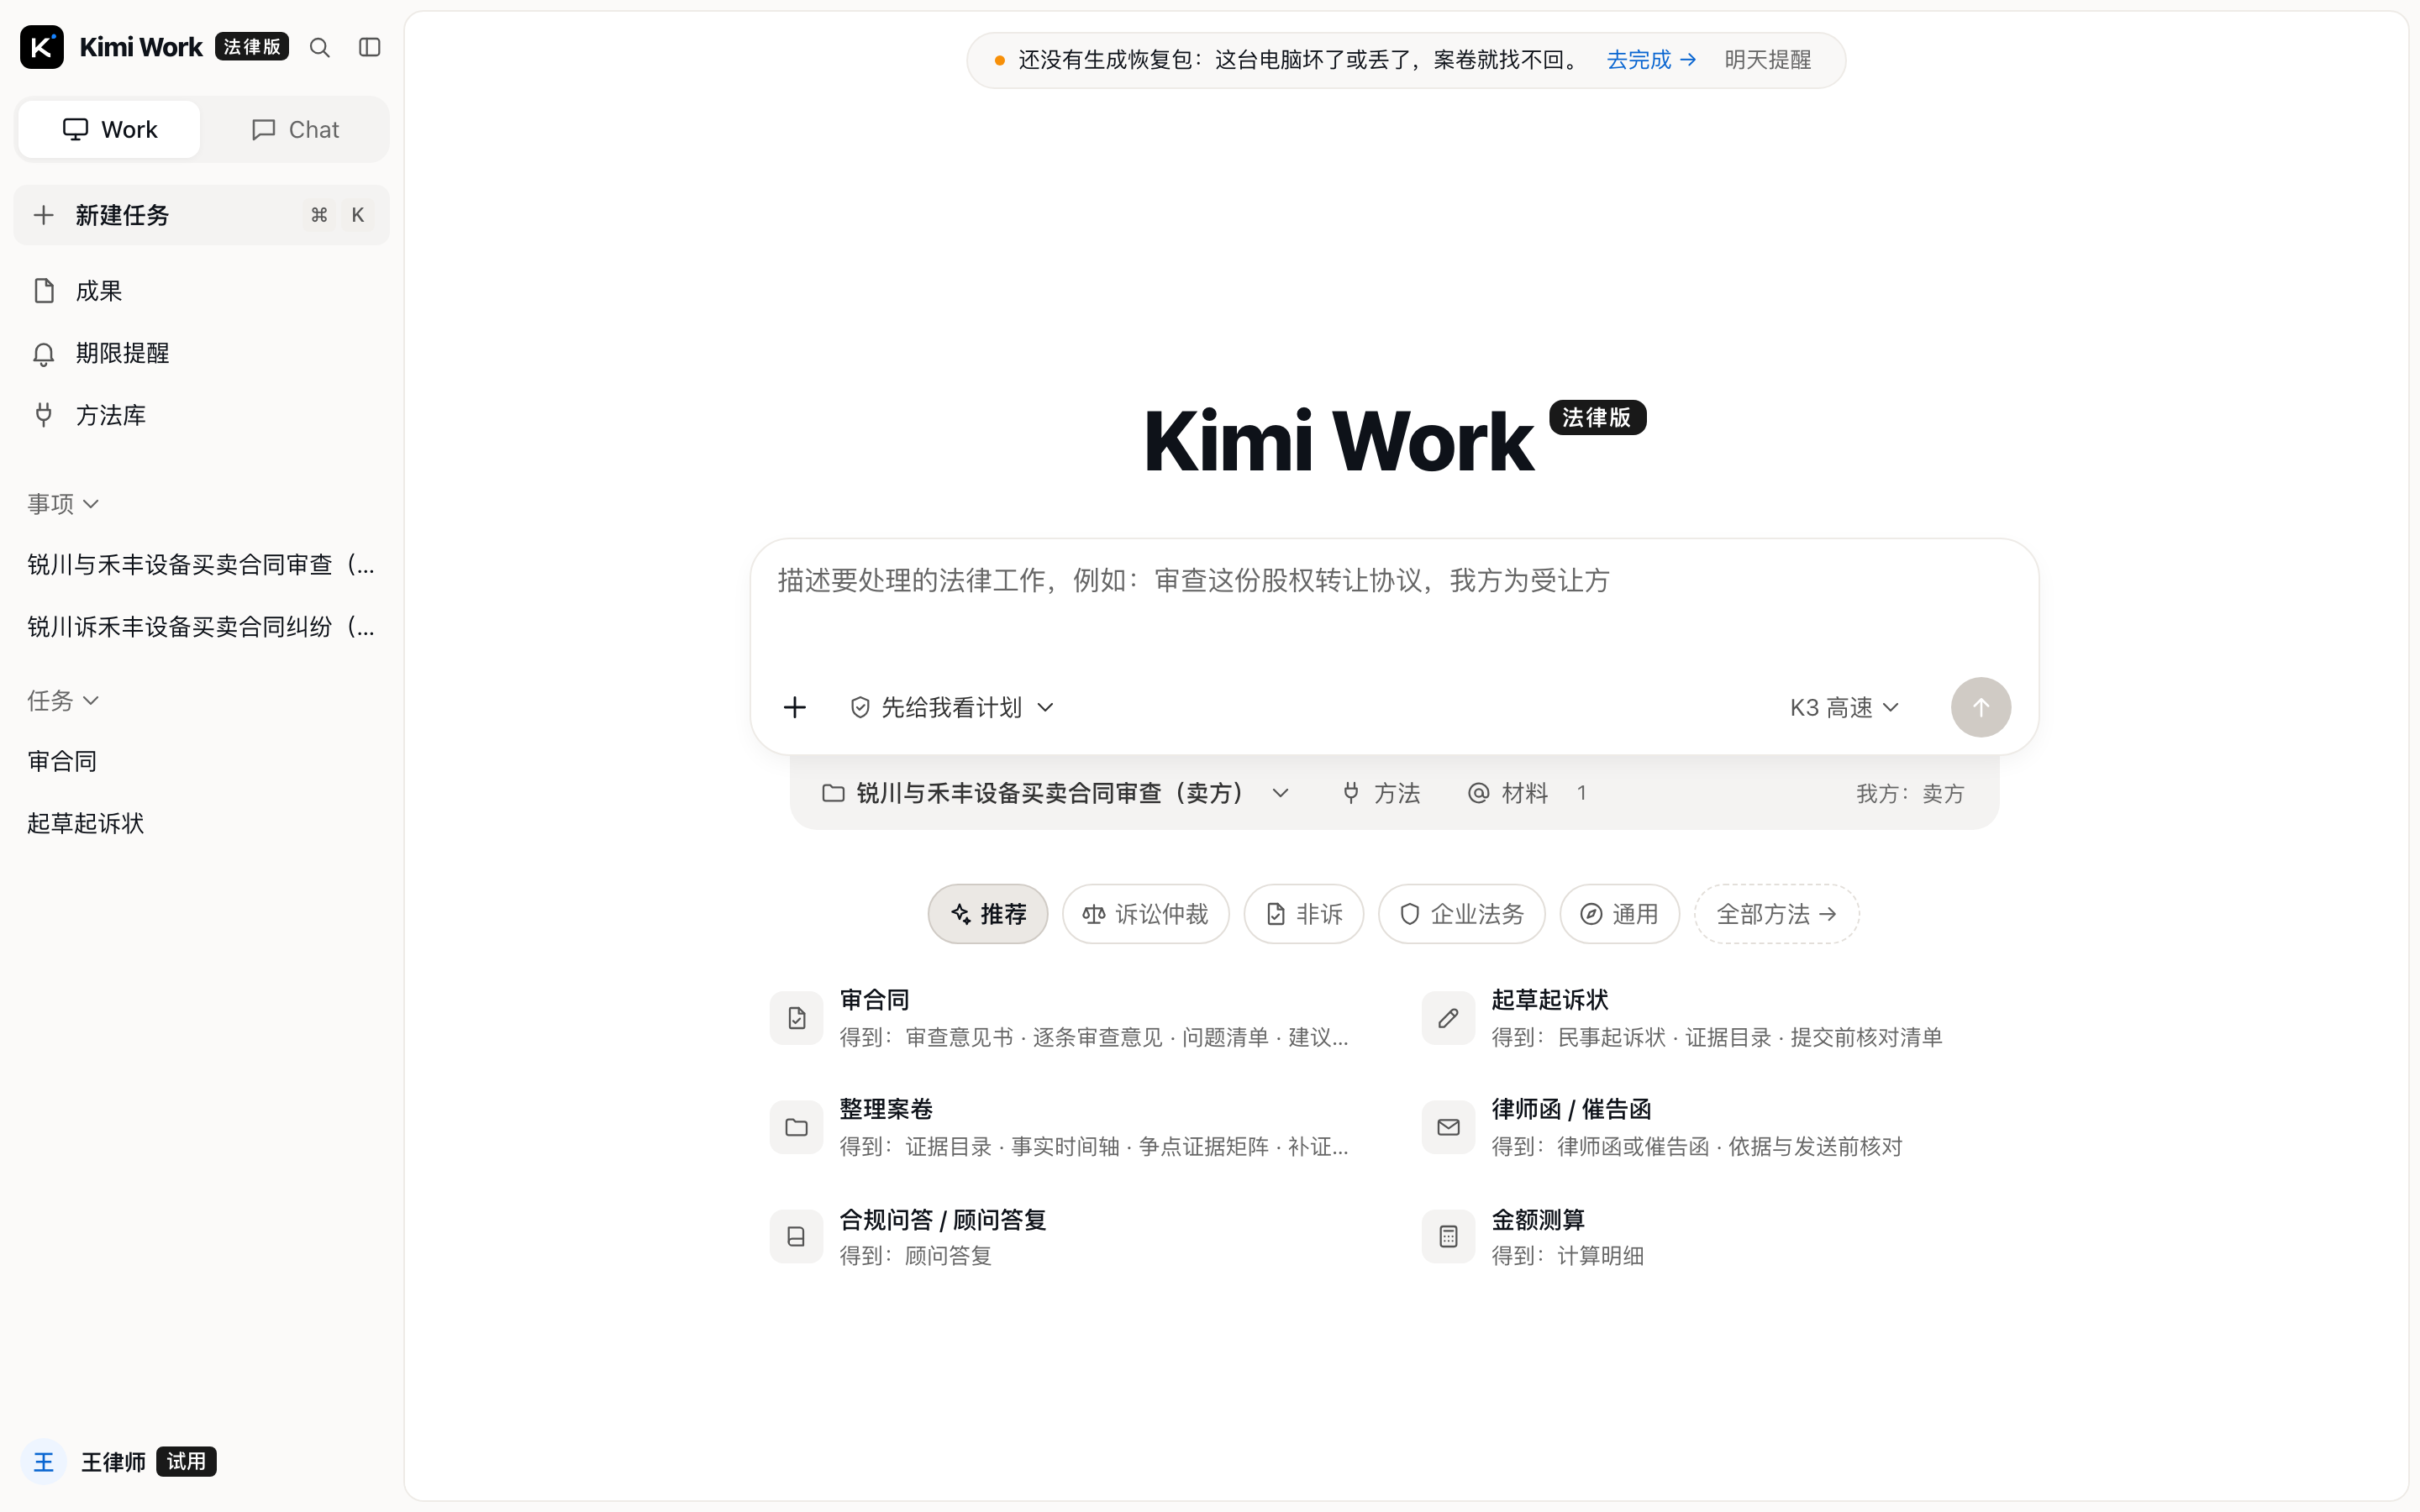 Kimi Work 法律版
Work
Chat
新建任务 ⌘ K
成果
期限提醒
方法库
事项
锐川与禾丰设备买卖合同审查（...
锐川诉禾丰设备买卖合同纠纷（...
任务
审合同
起草起诉状
王 王律师 试用
还没有生成恢复包：这台电脑坏了或丢了，案卷就找不回。 去完成 → 明天提醒
Kimi Work 法律版
描述要处理的法律工作，例如：审查这份股权转让协议，我方为受让方
先给我看计划
K3 高速
锐川与禾丰设备买卖合同审查（卖方） 方法 材料 1 我方：卖方
推荐 诉讼仲裁 非诉 企业法务 通用 全部方法 →
审合同
得到：审查意见书 · 逐条审查意见 · 问题清单 · 建议...
起草起诉状
得到：民事起诉状 · 证据目录 · 提交前核对清单
整理案卷
得到：证据目录 · 事实时间轴 · 争点证据矩阵 · 补证...
律师函 / 催告函
得到：律师函或催告函 · 依据与发送前核对
合规问答 / 顾问答复
得到：顾问答复
金额测算
得到：计算明细